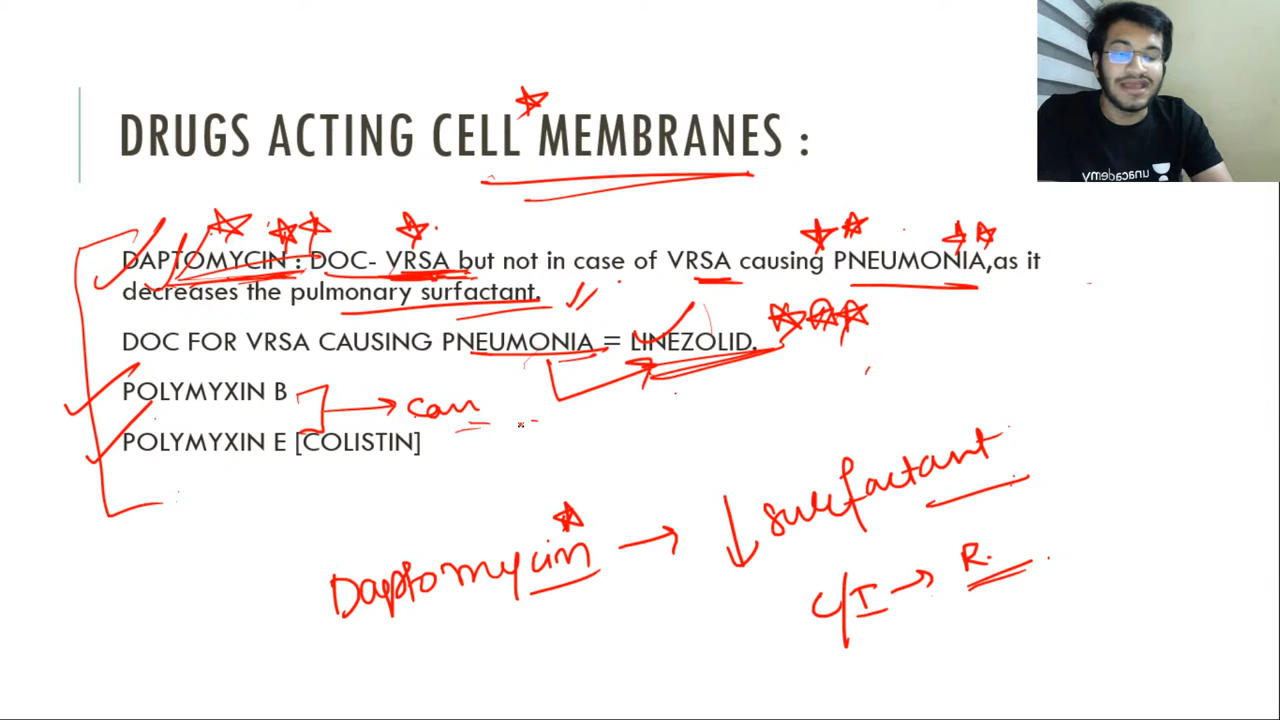 DRUGS ACTING CELL MEMBRANES :
DAPTOMYCIN : DOC- VRSA but not in case of VRSA causing PNEUMONIA,as it
decreases the pulmonary surfactant.
DOC FOR VRSA CAUSING PNEUMONIA = LINEZOLID.
POLYMYXIN B
can
POLYMYXIN E [COLISTIN]
Daptomycin → ↓ surfactant
C/I → R.
unacademy